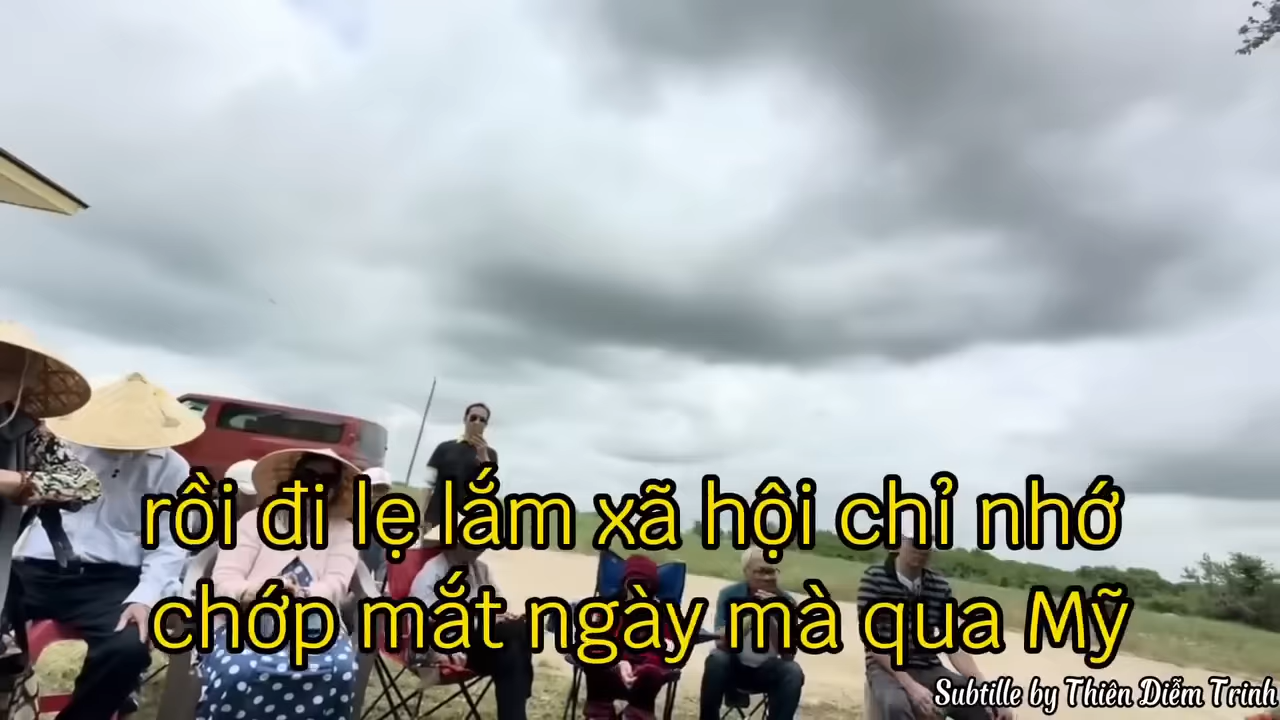 rồi đi lẹ lắm xã hội chỉ nhớ
chớp mắt ngày mà qua Mỹ
Subtille by Thiên Diễm Trinh